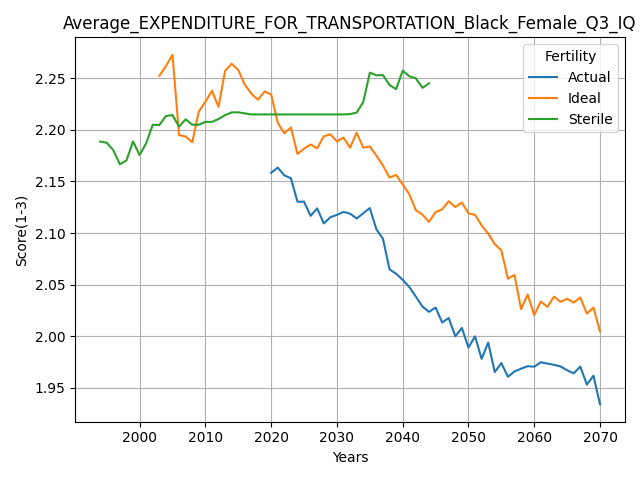 Average_EXPENDITURE_FOR_TRANSPORTATION_Black_Female_Q3_IQ
Fertility
Actual
Ideal
Sterile
Score(1-3)
2.25
2.20
2.15
2.10
2.05
2.00
1.95
2000 2010 2020 2030 2040 2050 2060 2070
Years